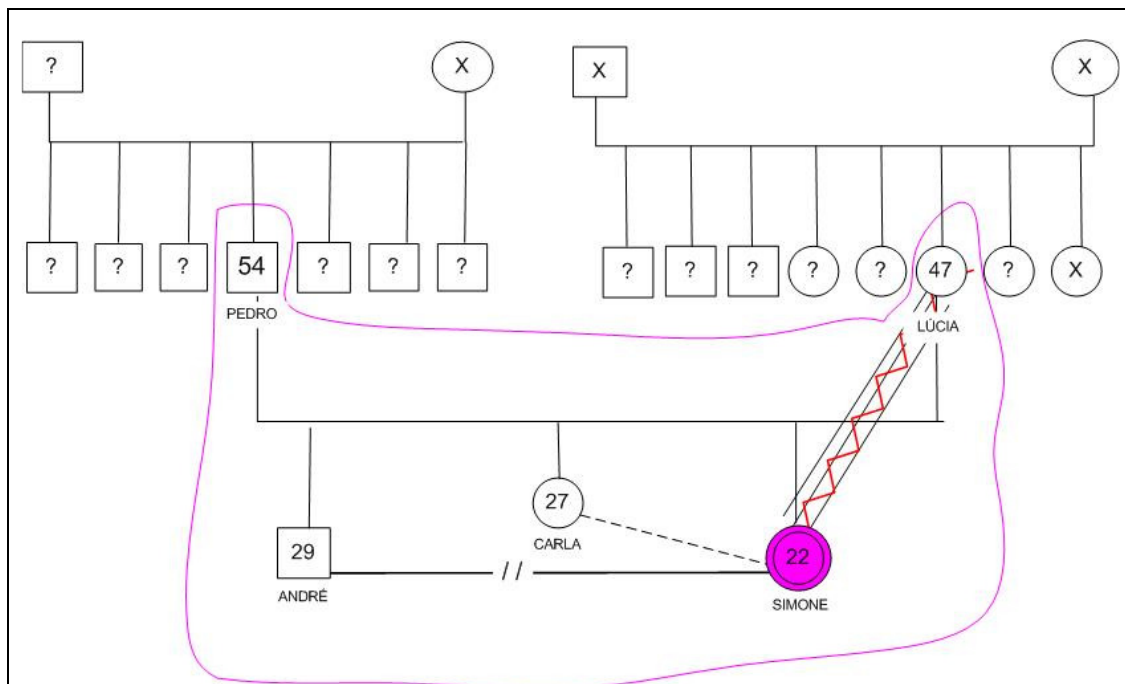 ? X X X
? ? ? 54 ? ? ? ? ? ? ? ? 47 ? X
PEDRO LÚCIA
27
CARLA
29 // 22
ANDRÉ SIMONE